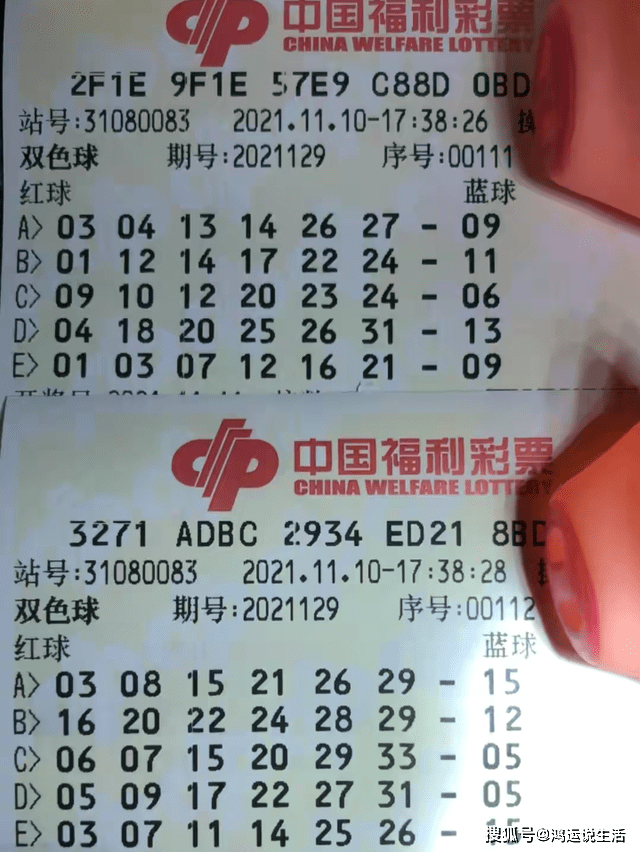 中国福利彩票
CHINA WELFARE LOTTERY
2F1E 9F1E 57E9 C88D 0BD
站号:31080083 2021.11.10-17:38:26
双色球 期号:2021129 序号:00111
红球 蓝球
A> 03 04 13 14 26 27 - 09
B> 01 12 14 17 22 24 - 11
C> 09 10 12 20 23 24 - 06
D> 04 18 20 25 26 31 - 13
E> 01 03 07 12 16 21 - 09
中国福利彩票
CHINA WELFARE LOTTERY
3271 ADBC 2934 ED21 8BD
站号:31080083 2021.11.10-17:38:28
双色球 期号:2021129 序号:00112
红球 蓝球
A> 03 08 15 21 26 29 - 15
B> 16 20 22 24 28 29 - 12
C> 06 07 15 20 29 33 - 05
D> 05 09 17 22 27 31 - 05
E> 03 07 11 14 25 26 - 15
搜狐号@鸿运说生活